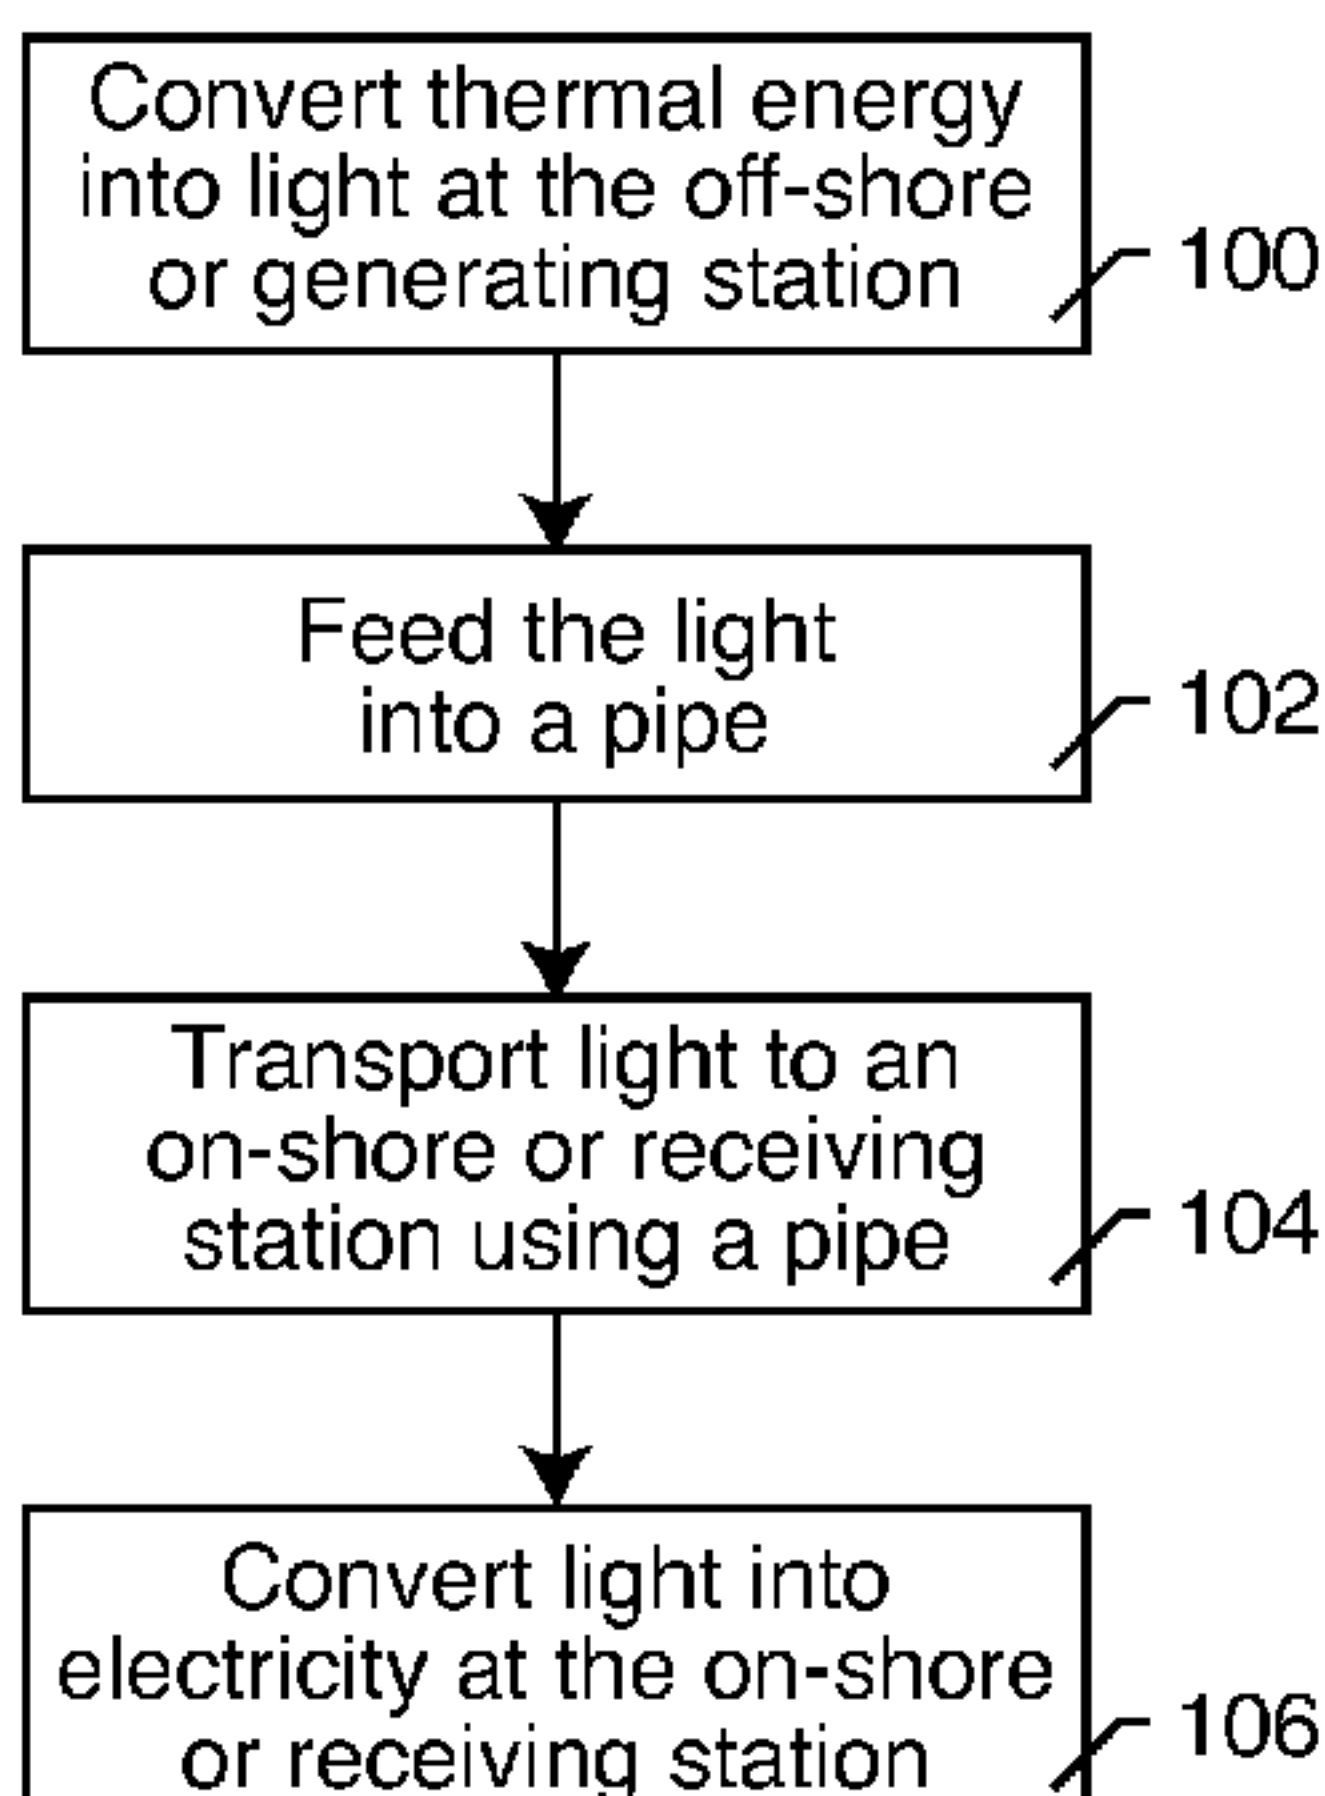 Convert thermal energy
into light at the off-shore
or generating station
100
Feed the light
into a pipe
102
Transport light to an
on-shore or receiving
station using a pipe
104
Convert light into
electricity at the on-shore
or receiving station
106